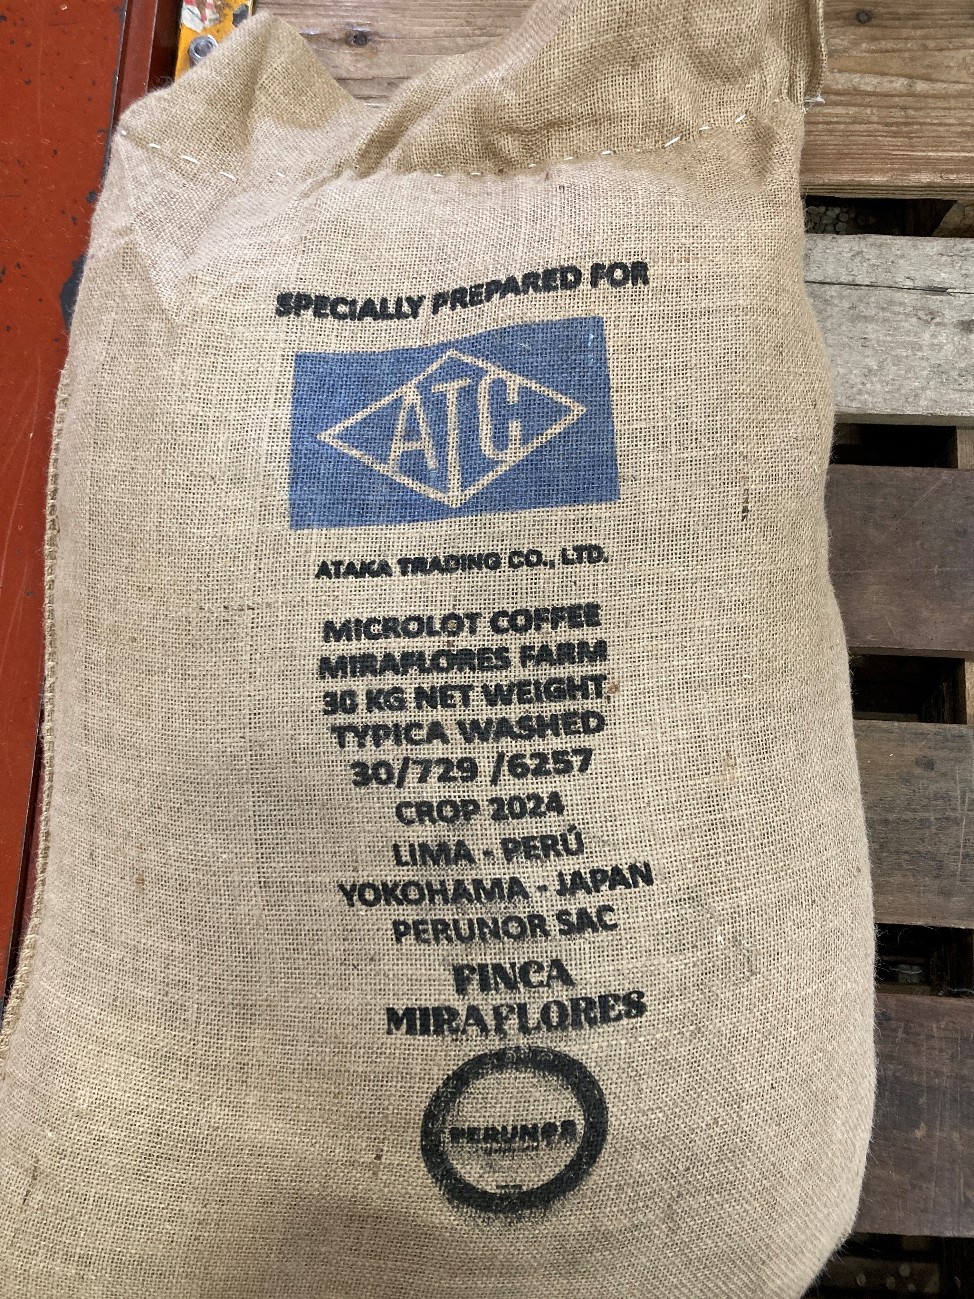 SPECIALLY PREPARED FOR
ATC
ATAKA TRADING CO., LTD.
MICROLOT COFFEE
MIRAFLORES FARM
30 KG NET WEIGHT
TYPICA WASHED
30/729 /6257
CROP 2024
LIMA - PERÚ
YOKOHAMA - JAPAN
PERUNOR SAC
FINCA
MIRAFLORES
PERUNOR